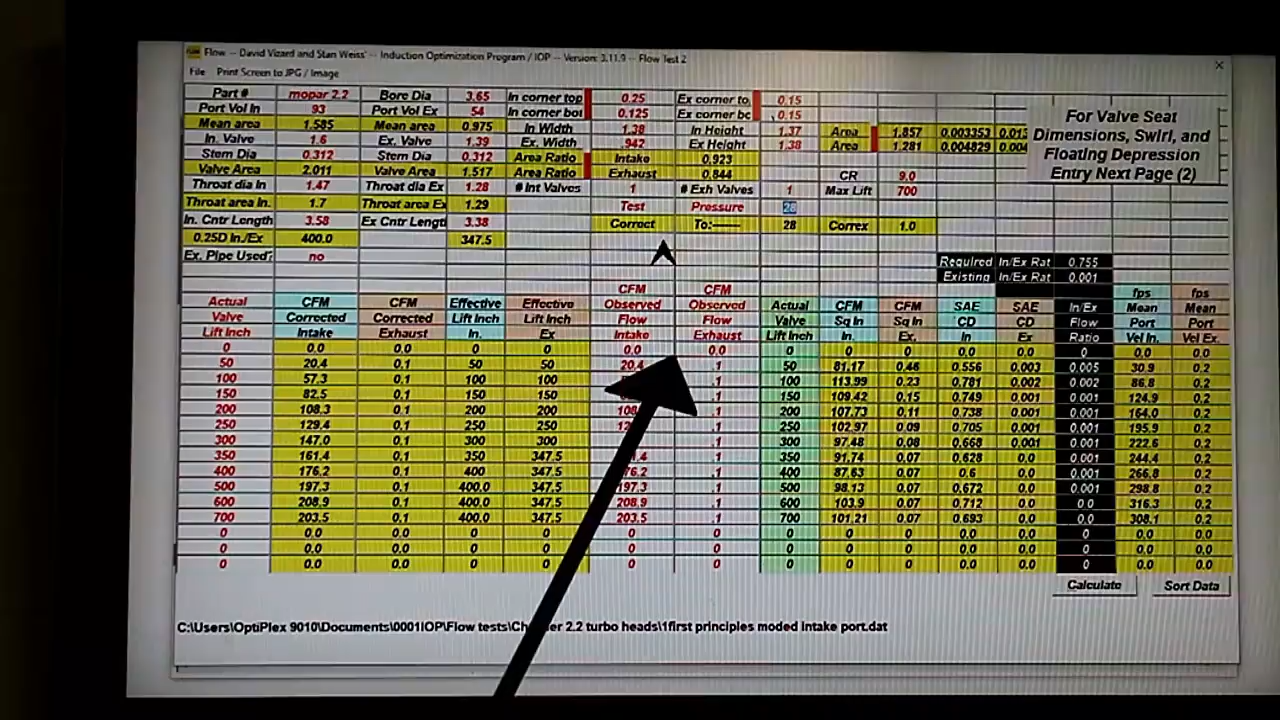 Flow -- David Vizard and Stan Weiss' -- Induction Optimization Program / IOP -- Version: 3.11.9 -- Flow Test 2
File Print Screen to JPG / Image
Part # mopar 2.2 Bore Dia 3.65 In corner top 0.25 Ex corner to 0.15
Port Vol In 93 Port Vol Ex 54 In corner bot 0.125 Ex corner bc 0.15
Mean area 1.585 Mean area 0.975 In Width 1.38 In Height 1.37 Area 1.857 0.003353 0.013
In. Valve 1.6 Ex. Valve 1.39 Ex. Width .942 Ex Height 1.38 Area 1.281 0.004829 0.004
Stem Dia 0.312 Stem Dia 0.312 Area Ratio Intake 0.923
Valve Area 2.011 Valve Area 1.517 Area Ratio Exhaust 0.844 CR 9.0
Throat dia In 1.47 Throat dia Ex 1.28 # Int Valves 1 # Exh Valves 1 Max Lift 700
Throat area In. 1.7 Throat area Ex 1.29 Test Pressure 28
In. Cntr Length 3.58 Ex Cntr Lengt 3.38 Correct To:------ 28 Correx 1.0
0.25D In./Ex 400.0 347.5
Ex. Pipe Used? no
For Valve Seat
Dimensions, Swirl, and
Floating Depression
Entry Next Page (2)
Required In/Ex Rat 0.755
Existing In/Ex Rat 0.001
CFM CFM fps fps
Actual CFM CFM Effective Effective Observed Observed Actual CFM CFM SAE SAE In/Ex Mean Mean
Valve Corrected Corrected Lift Inch Lift Inch Flow Flow Valve Sq In Sq In CD CD Flow Port Port
Lift Inch Intake Exhaust In. Ex Intake Exhaust Lift Inch In. Ex. In Ex Ratio Vel In. Vel Ex.
0 0.0 0.0 0 0 0.0 0.0 0 0 0 0 0 0 0.0 0.0
50 20.4 0.1 50 50 20.4 .1 50 81.17 0.46 0.556 0.003 0.005 30.9 0.2
100 57.3 0.1 100 100 .1 100 113.99 0.23 0.781 0.002 0.002 86.8 0.2
150 82.5 0.1 150 150 150 109.42 0.15 0.749 0.001 0.001 124.9 0.2
200 108.3 0.1 200 200 108 .1 200 107.73 0.11 0.738 0.001 0.001 164.0 0.2
250 129.4 0.1 250 250 12 .1 250 102.97 0.09 0.705 0.001 0.001 195.9 0.2
300 147.0 0.1 300 300 .1 300 97.48 0.08 0.668 0.001 0.001 222.6 0.2
350 161.4 0.1 350 347.5 1.4 .1 350 91.74 0.07 0.628 0.0 0.001 244.4 0.2
400 176.2 0.1 400 347.5 76.2 .1 400 87.63 0.07 0.6 0.0 0.001 266.8 0.2
500 197.3 0.1 400.0 347.5 197.3 .1 500 98.13 0.07 0.672 0.0 0.001 298.8 0.2
600 208.9 0.1 400.0 347.5 208.9 .1 600 103.9 0.07 0.712 0.0 0.0 316.3 0.2
700 203.5 0.1 400.0 347.5 203.5 .1 700 101.21 0.07 0.693 0.0 0.0 308.1 0.2
0 0.0 0.0 0 0 0 0 0 0 0 0 0 0 0.0 0.0
0 0.0 0.0 0 0 0 0 0 0 0 0 0 0 0.0 0.0
0 0.0 0.0 0 0 0 0 0 0 0 0 0 0 0.0 0.0
Calculate Sort Data
C:\Users\OptiPlex 9010\Documents\0001IOP\Flow tests\Ch er 2.2 turbo heads\1first principles moded intake port.dat